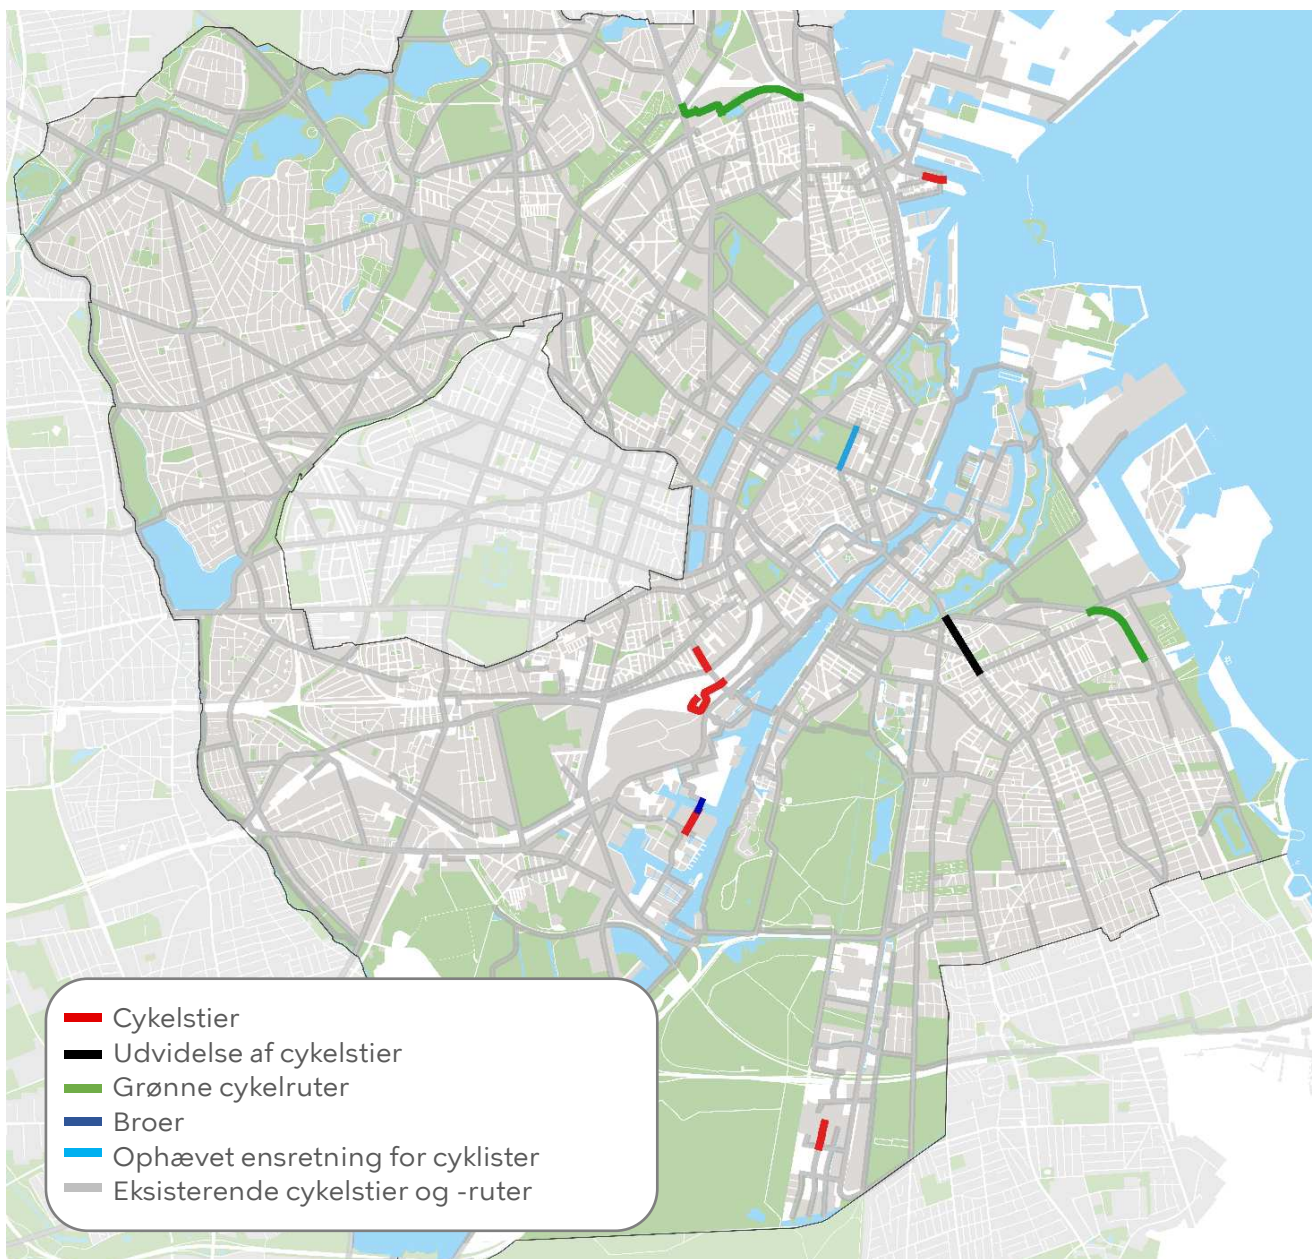 Cykelstier
Udvidelse af cykelstier
Grønne cykelruter
Broer
Ophævet ensretning for cyklister
Eksisterende cykelstier og -ruter